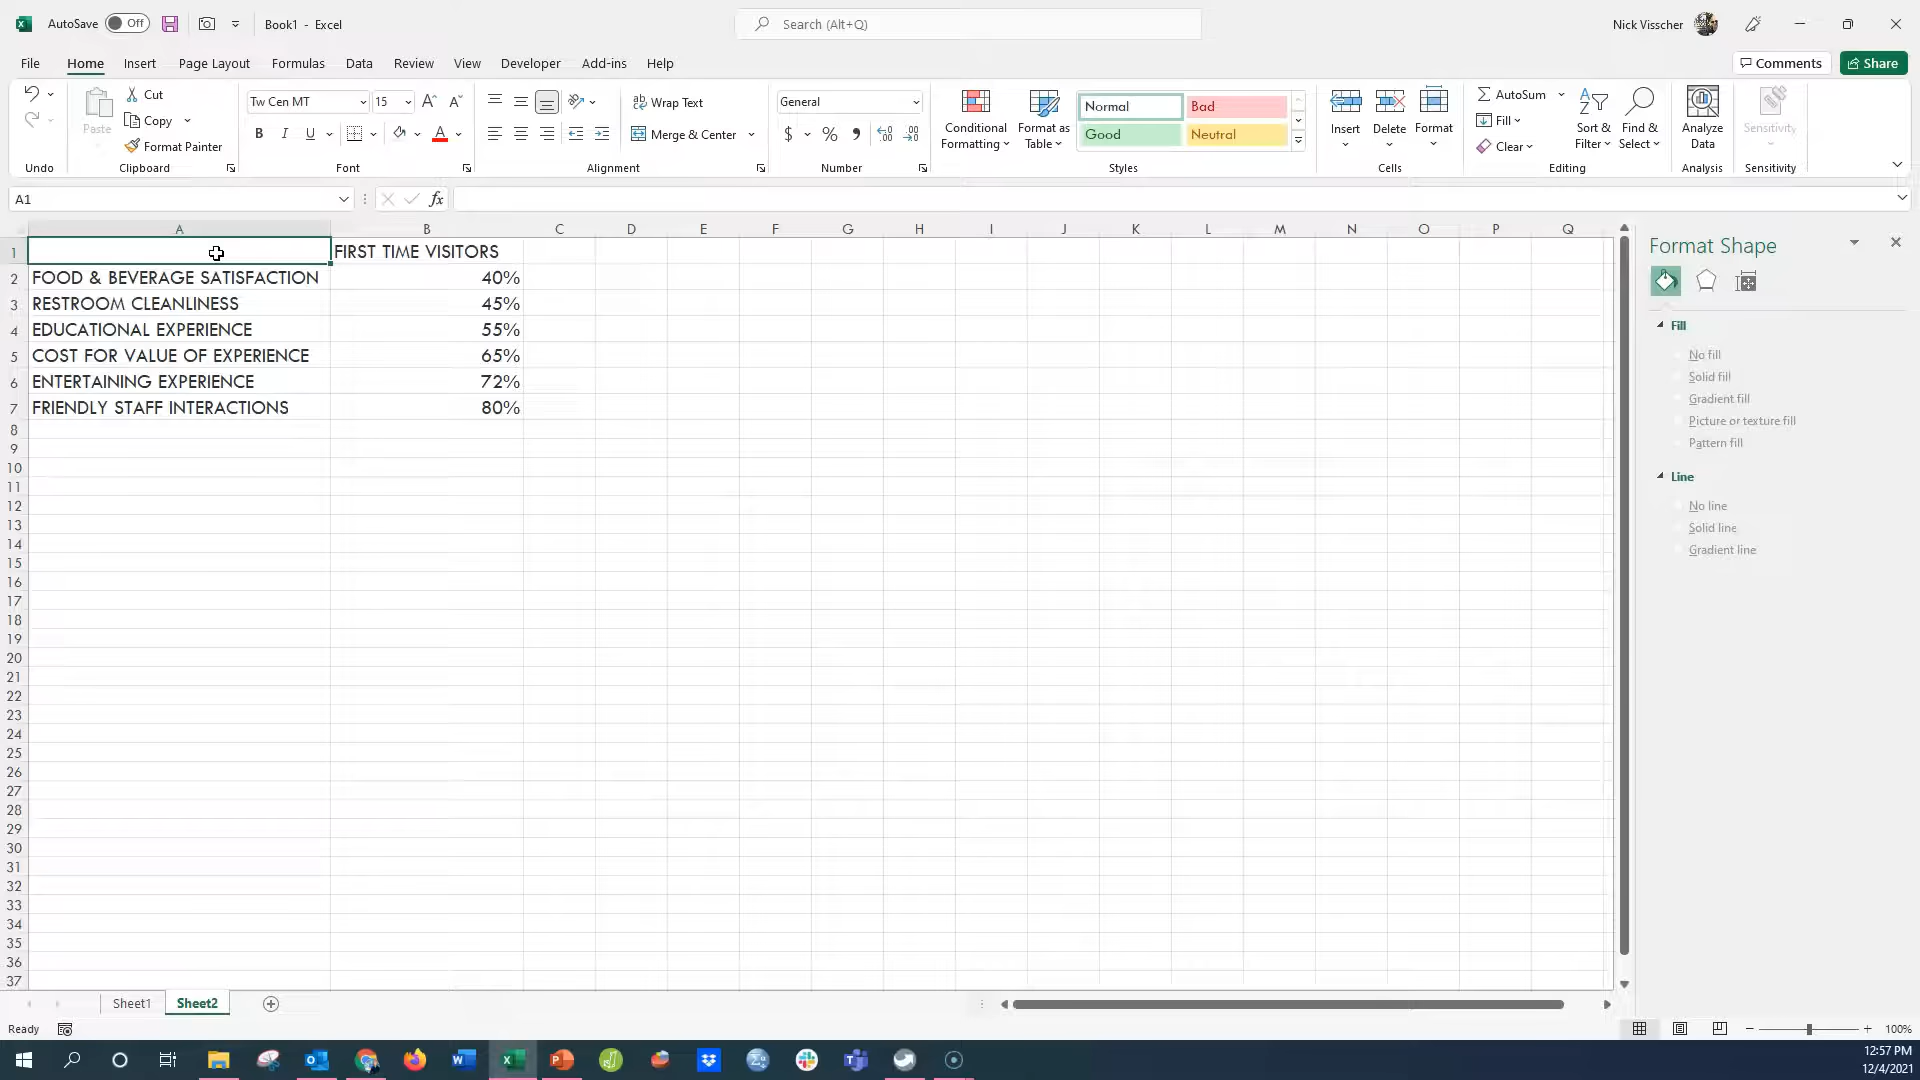 AutoSave Off Book1 - Excel Search (Alt+Q) Nick Visscher
File Home Insert Page Layout Formulas Data Review View Developer Add-ins Help Comments Share
Paste Cut Copy Format Painter
Tw Cen MT 15
B I U A
ab Wrap Text
Merge & Center
General
$ % 9
Conditional Formatting
Format as Table
Normal Bad
Good Neutral
Insert Delete Format
AutoSum
Fill
Clear
Sort & Filter
Find & Select
Analyze Data
Sensitivity
Undo Clipboard Font Alignment Number Styles Cells Editing Analysis Sensitivity
A1 fx
A B C D E F G H I J K L M N O P Q
1 FIRST TIME VISITORS
2 FOOD & BEVERAGE SATISFACTION 40%
3 RESTROOM CLEANLINESS 45%
4 EDUCATIONAL EXPERIENCE 55%
5 COST FOR VALUE OF EXPERIENCE 65%
6 ENTERTAINING EXPERIENCE 72%
7 FRIENDLY STAFF INTERACTIONS 80%
8
9
10
11
12
13
14
15
16
17
18
19
20
21
22
23
24
25
26
27
28
29
30
31
32
33
34
35
36
37
Format Shape
Fill
No fill
Solid fill
Gradient fill
Picture or texture fill
Pattern fill
Line
No line
Solid line
Gradient line
Sheet1 Sheet2
Ready 100%
12:57 PM
12/4/2021